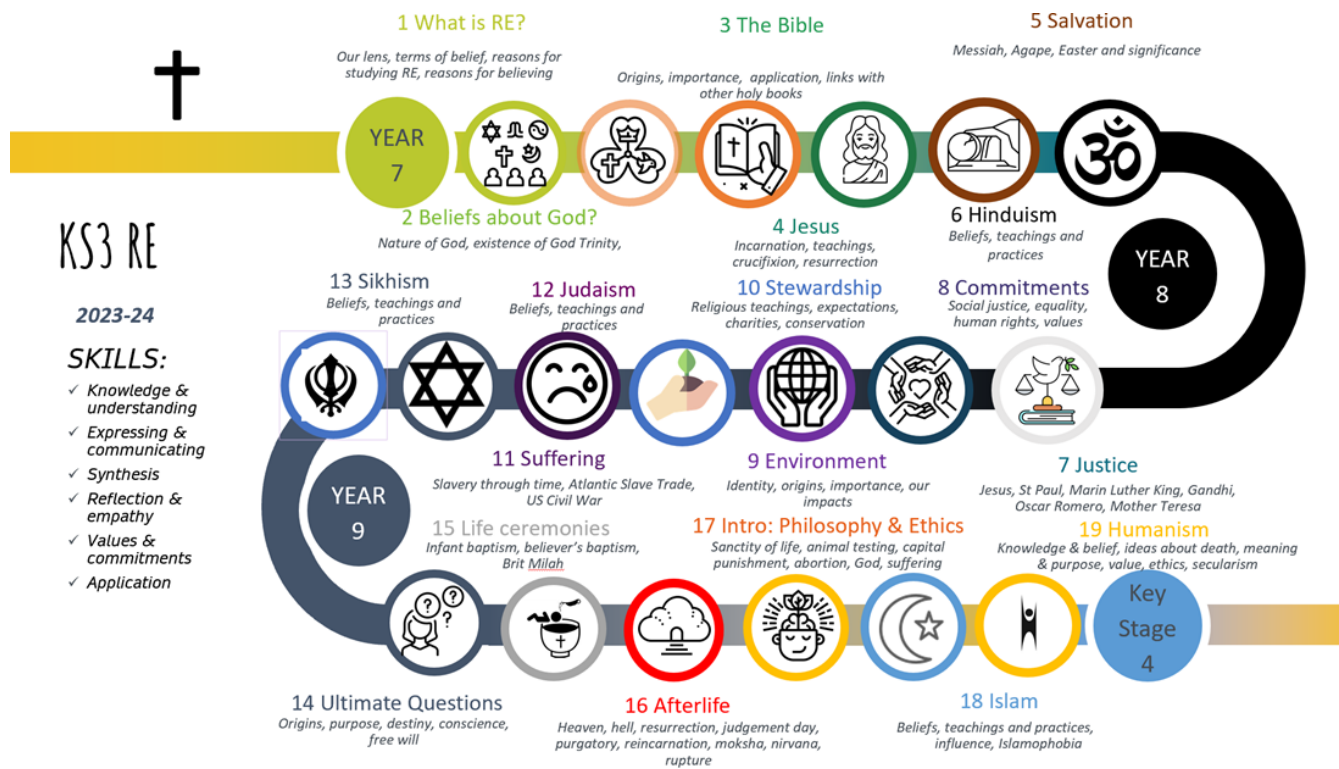 1 What is RE?
Our lens, terms of belief, reasons for
studying RE, reasons for believing
3 The Bible
Origins, importance, application, links with
other holy books
5 Salvation
Messiah, Agape, Easter and significance
YEAR
7
2 Beliefs about God?
Nature of God, existence of God Trinity,
4 Jesus
Incarnation, teachings,
crucifixion, resurrection
6 Hinduism
Beliefs, teachings and
practices
YEAR
8
KS3 RE
2023-24
SKILLS:
✓ Knowledge &
understanding
✓ Expressing &
communicating
✓ Synthesis
✓ Reflection &
empathy
✓ Values &
commitments
✓ Application
13 Sikhism
Beliefs, teachings and
practices
12 Judaism
Beliefs, teachings and
practices
10 Stewardship
Religious teachings, expectations,
charities, conservation
8 Commitments
Social justice, equality,
human rights, values
11 Suffering
Slavery through time, Atlantic Slave Trade,
US Civil War
9 Environment
Identity, origins, importance, our
impacts
7 Justice
Jesus, St Paul, Marin Luther King, Gandhi,
Oscar Romero, Mother Teresa
YEAR
9
15 Life ceremonies
Infant baptism, believer's baptism,
Brit Milah
17 Intro: Philosophy & Ethics
Sanctity of life, animal testing, capital
punishment, abortion, God, suffering
19 Humanism
Knowledge & belief, ideas about death, meaning
& purpose, value, ethics, secularism
Key
Stage
4
14 Ultimate Questions
Origins, purpose, destiny, conscience,
free will
16 Afterlife
Heaven, hell, resurrection, judgement day,
purgatory, reincarnation, moksha, nirvana,
rupture
18 Islam
Beliefs, teachings and practices,
influence, Islamophobia